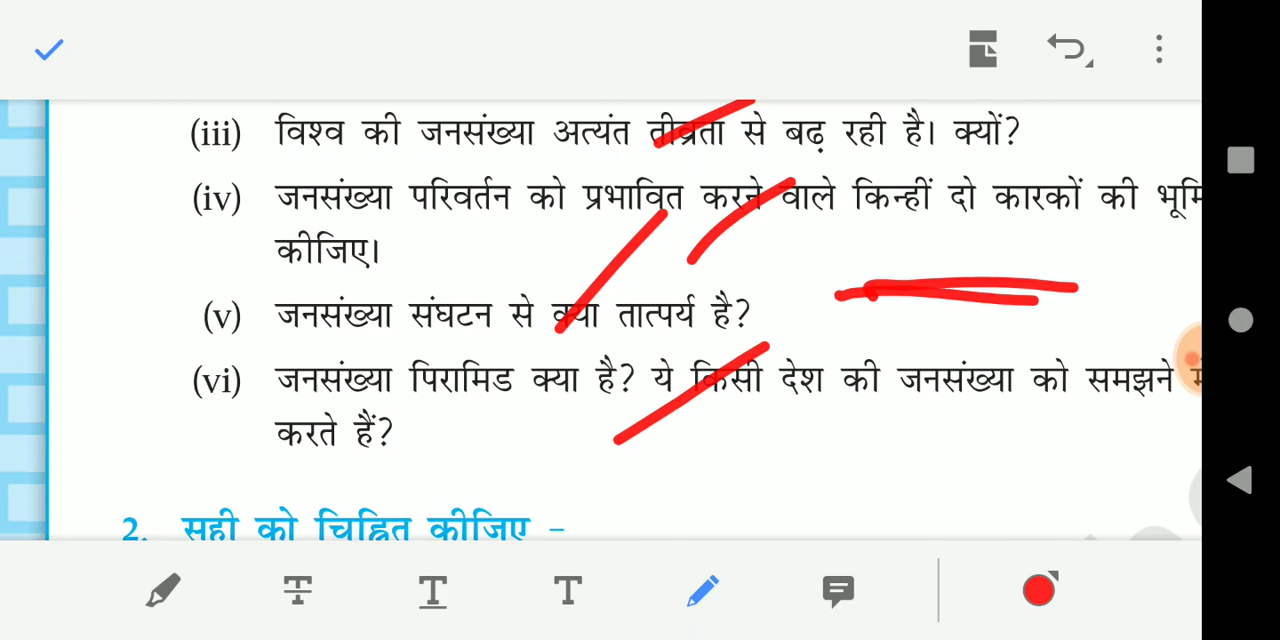 (iii) विश्व की जनसंख्या अत्यंत तीव्रता से बढ़ रही है। क्यों?
(iv) जनसंख्या परिवर्तन को प्रभावित करने वाले किन्हीं दो कारकों की
कीजिए।
(v) जनसंख्या संघटन से क्या तात्पर्य है?
(vi) जनसंख्या पिरामिड क्या है? ये किसी देश की जनसंख्या को समझने
करते हैं?
2. सही को चिह्नित कीजिए –